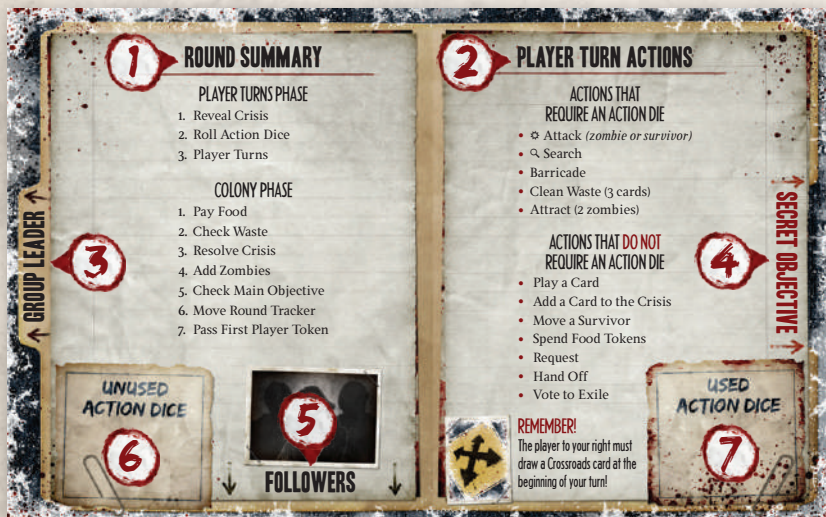 1
ROUND SUMMARY
PLAYER TURNS PHASE
1. Reveal Crisis
2. Roll Action Dice
3. Player Turns
COLONY PHASE
1. Pay Food
2. Check Waste
3. Resolve Crisis
4. Add Zombies
5. Check Main Objective
6. Move Round Tracker
7. Pass First Player Token
GROUP LEADER
3
UNUSED
ACTION DICE
6
5
FOLLOWERS
2
PLAYER TURN ACTIONS
ACTIONS THAT
REQUIRE AN ACTION DIE
• Attack (zombie or survivor)
• Search
• Barricade
• Clean Waste (3 cards)
• Attract (2 zombies)
ACTIONS THAT DO NOT
REQUIRE AN ACTION DIE
• Play a Card
• Add a Card to the Crisis
• Move a Survivor
• Spend Food Tokens
• Request
• Hand Off
• Vote to Exile
4
SECRET OBJECTIVE
REMEMBER!
The player to your right must
draw a Crossroads card at the
beginning of your turn!
USED
ACTION DICE
7